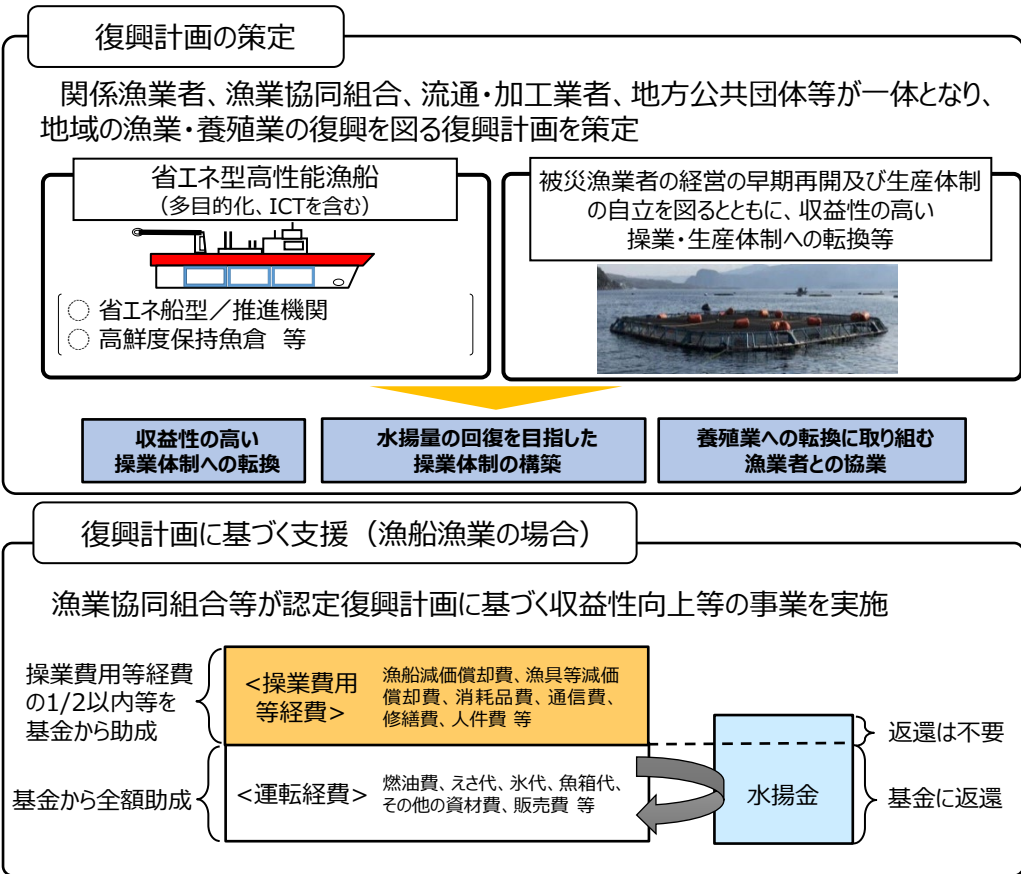 復興計画の策定
関係漁業者、漁業協同組合、流通・加工業者、地方公共団体等が一体となり、
地域の漁業・養殖業の復興を図る復興計画を策定
省エネ型高性能漁船
（多目的化、ICTを含む）
○ 省エネ船型／推進機関
○ 高鮮度保持魚倉 等
被災漁業者の経営の早期再開及び生産体制
の自立を図るとともに、収益性の高い
操業・生産体制への転換等
収益性の高い
操業体制への転換
水揚量の回復を目指した
操業体制の構築
養殖業への転換に取り組む
漁業者との協業
復興計画に基づく支援（漁船漁業の場合）
漁業協同組合等が認定復興計画に基づく収益性向上等の事業を実施
操業費用等経費
の1/2以内等を
基金から助成
<操業費用
等経費>
漁船減価償却費、漁具等減価
償却費、消耗品費、通信費、
修繕費、人件費 等
返還は不要
基金から全額助成
<運転経費>
燃油費、えさ代、氷代、魚箱代、
その他の資材費、販売費 等
水揚金
基金に返還